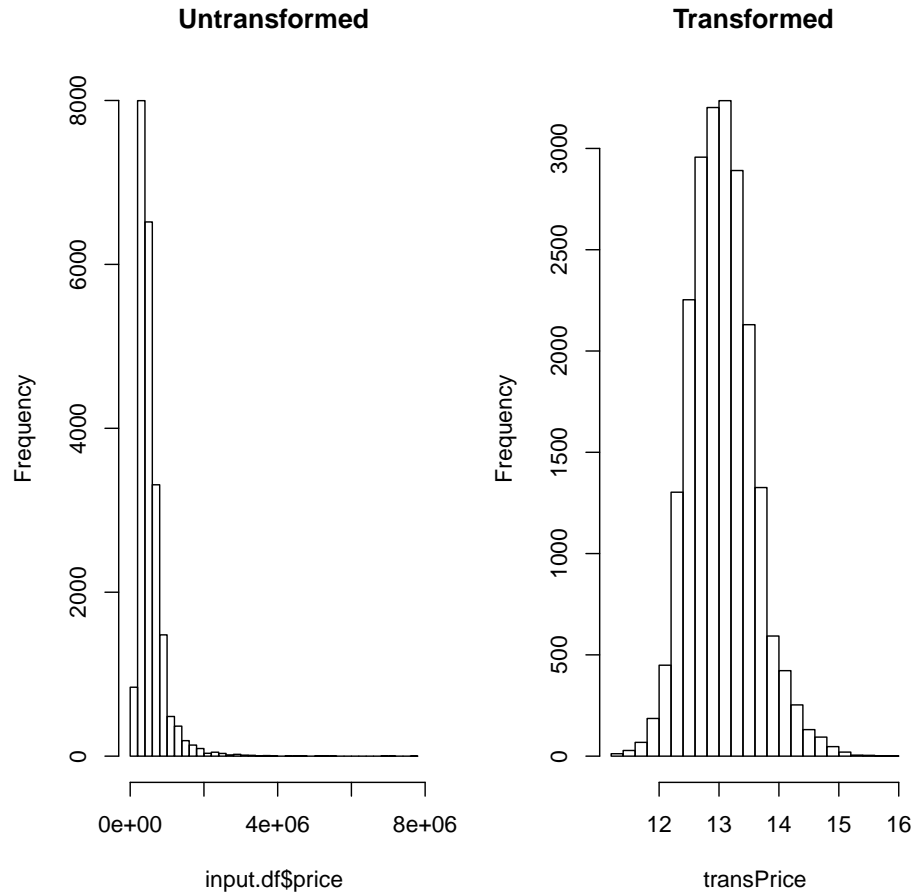 Untransformed
Frequency
8000
6000
4000
2000
0
0e+00 4e+06 8e+06
input.df$price
Transformed
Frequency
3000
2500
2000
1500
1000
500
0
12 13 14 15 16
transPrice